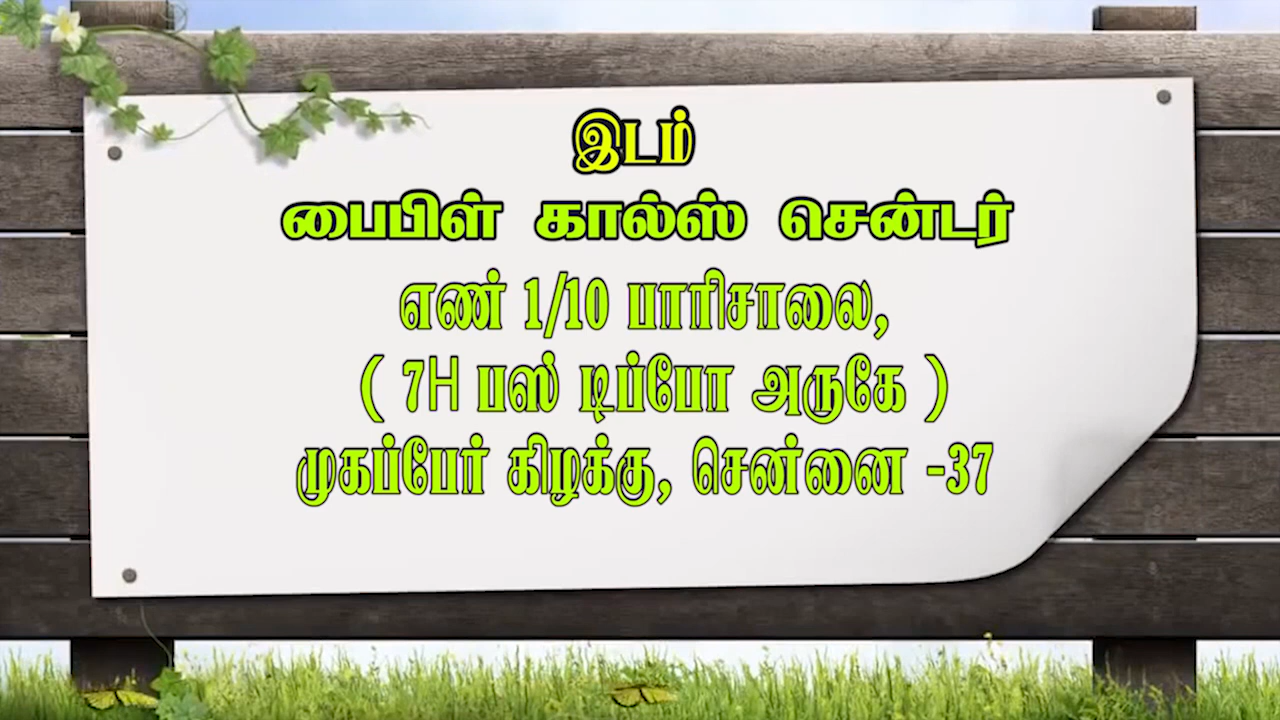 இடம்
பைபிள் கால்ஸ் சென்டர்
எண் 1/10 பாரிசாலை,
( 7H பஸ் டிப்போ அருகே )
முகப்பேர் கிழக்கு, சென்னை -37